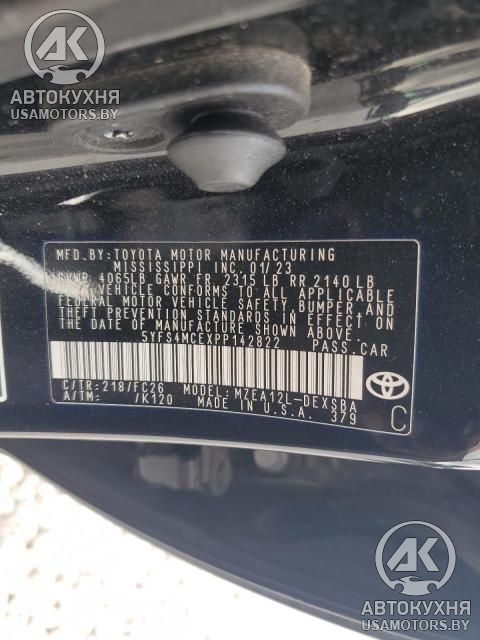 АК
АВТОКУХНЯ
USAMOTORS.BY
MFD.BY: TOYOTA MOTOR MANUFACTURING
MISSISSIPPI INC. 01/23
GVWR 4065LB GAWR FR 2315 LB RR 2140 LB
VEHICLE CONFORMS TO ALL APPLICABLE
FEDERAL MOTOR VEHICLE SAFETY, BUMPER, AND
THEFT PREVENTION STANDARDS IN EFFECT ON
THE DATE OF MANUFACTURE SHOWN ABOVE.
5YFS4MCEXPP142822 PASS.CAR
C/TR: 218/FC26 MODEL: MZEA12L-DEXSBA
A/TM: /K120 MADE IN U.S.A. 379
TOYOTA
C
АК
АВТОКУХНЯ
USAMOTORS.BY